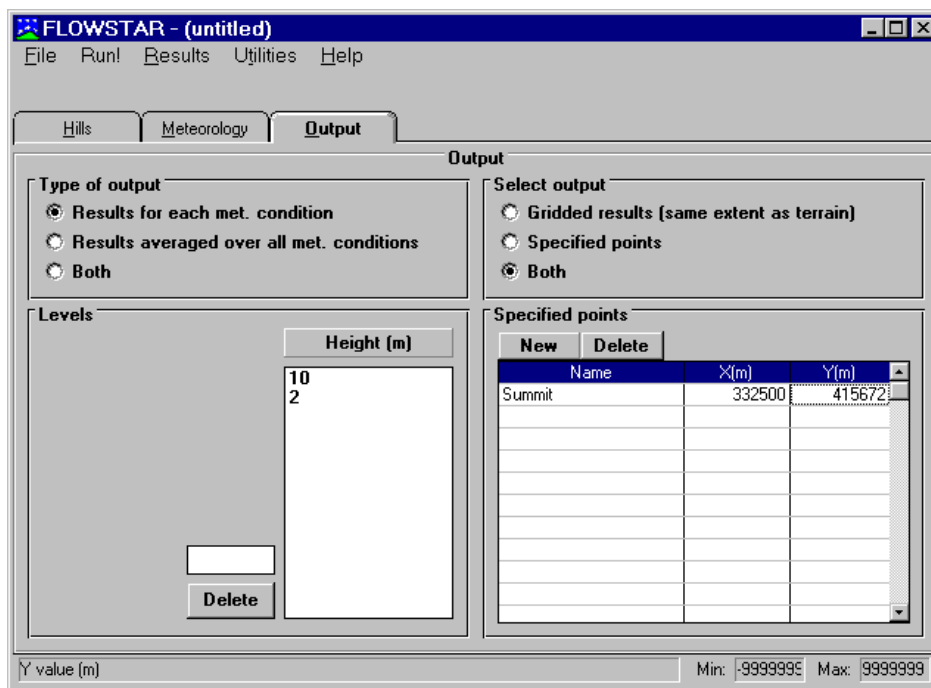 FLOWSTAR - (untitled)
File Run! Results Utilities Help
Hills Meteorology Output
Output
Type of output
Results for each met. condition
Results averaged over all met. conditions
Both
Select output
Gridded results (same extent as terrain)
Specified points
Both
Levels
Height (m)
10
2
Delete
Specified points
New Delete
Name X(m) Y(m)
Summit 332500 415672
Y value (m) Min: -9999999 Max: 9999999